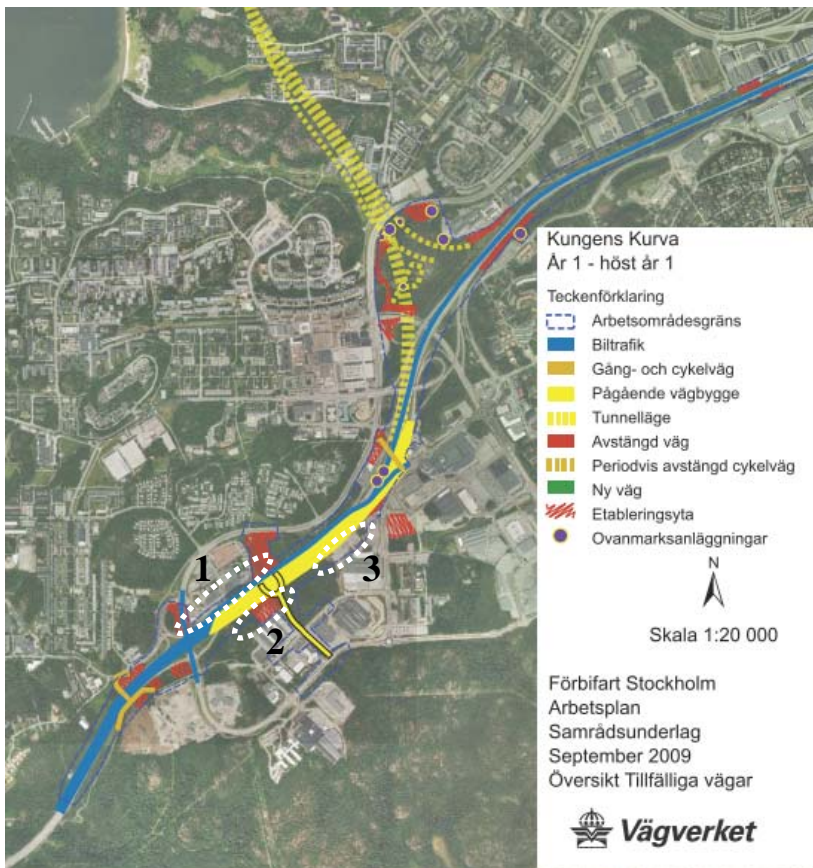 Kungens Kurva
År 1 - höst år 1
Teckenförklaring
Arbetsområdesgräns
Biltrafik
Gång- och cykelväg
Pågående vägbygge
Tunnelläge
Avstängd väg
Periodvis avstängd cykelväg
Ny väg
Etableringsyta
Ovanmarksanläggningar
N
Skala 1:20 000
Förbifart Stockholm
Arbetsplan
Samrådsunderlag
September 2009
Översikt Tillfälliga vägar
Vägverket
1
2
3